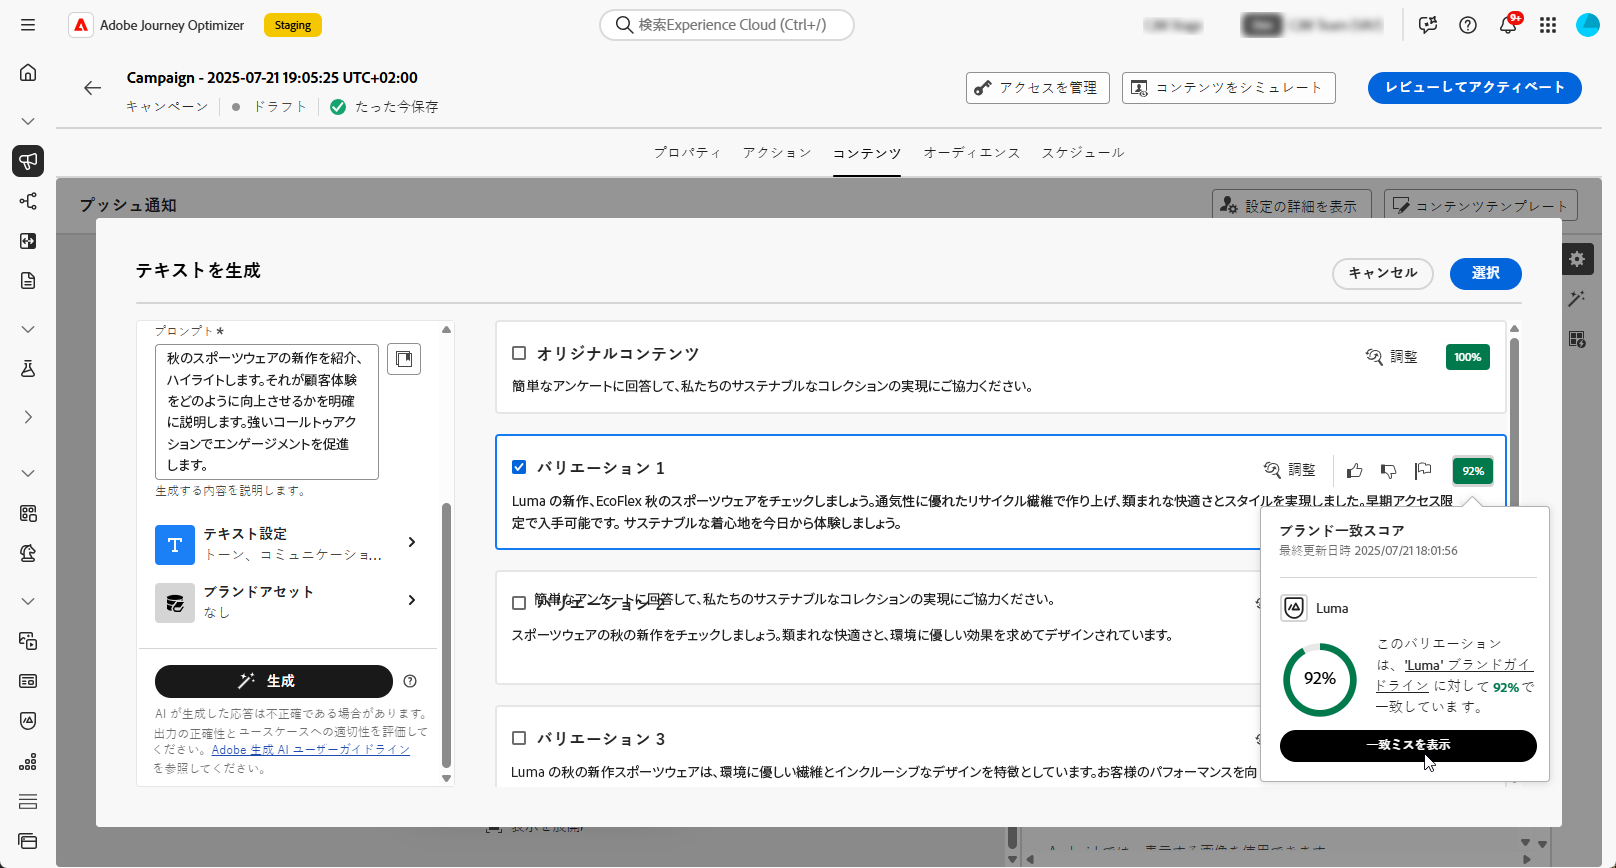 Adobe Journey Optimizer
Staging
検索Experience Cloud (Ctrl+/)
9+
Campaign - 2025-07-21 19:05:25 UTC+02:00
キャンペーン
ドラフト
たった今保存
アクセスを管理
コンテンツをシミュレート
レビューしてアクティベート
プロパティ
アクション
コンテンツ
オーディエンス
スケジュール
プッシュ通知
設定の詳細を表示
コンテンツテンプレート
テキストを生成
キャンセル
選択
プロンプト*
秋のスポーツウェアの新作を紹介、
ハイライトします。それが顧客体験
をどのように向上させるかを明確
に説明します。強いコールトゥアク
ションでエンゲージメントを促進
します。
生成する内容を説明します。
テキスト設定
トーン、コミュニケーショ...
ブランドアセット
なし
生成
AI が生成した応答は不正確である場合があります。
出力の正確性とユースケースへの適切性を評価して
ください。Adobe 生成 AI ユーザーガイドライン
を参照してください。
オリジナルコンテンツ
調整
100%
簡単なアンケートに回答して、私たちのサステナブルなコレクションの実現にご協力ください。
バリエーション 1
調整
92%
Luma の新作、EcoFlex 秋のスポーツウェアをチェックしましょう。通気性に優れたリサイクル繊維で作り上げ、類まれな快適さとスタイルを実現しました。早期アクセス限
定で入手可能です。サステナブルな着心地を今日から体験しましょう。
バリエーション 2
簡単なアンケートに回答して、私たちのサステナブルなコレクションの実現にご協力ください。
スポーツウェアの秋の新作をチェックしましょう。類まれな快適さと、環境に優しい効果を求めてデザインされています。
バリエーション 3
Luma の秋の新作スポーツウェアは、環境に優しい繊維とインクルーシブなデザインを特徴としています。お客様のパフォーマンスを向
ブランド一致スコア
最終更新日時 2025/07/21 18:01:56
Luma
92%
このバリエーション
は、'Luma' ブランドガイ
ドライン に対して 92% で
一致しています。
一致ミスを表示